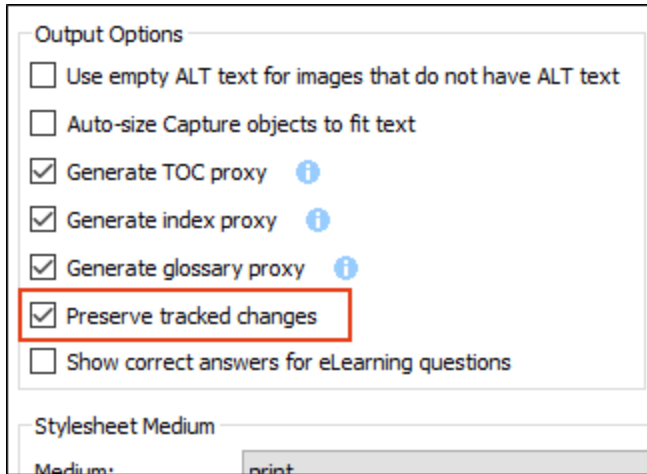 Output Options
Use empty ALT text for images that do not have ALT text
Auto-size Capture objects to fit text
Generate TOC proxy
Generate index proxy
Generate glossary proxy
Preserve tracked changes
Show correct answers for eLearning questions
Stylesheet Medium
Medium: print